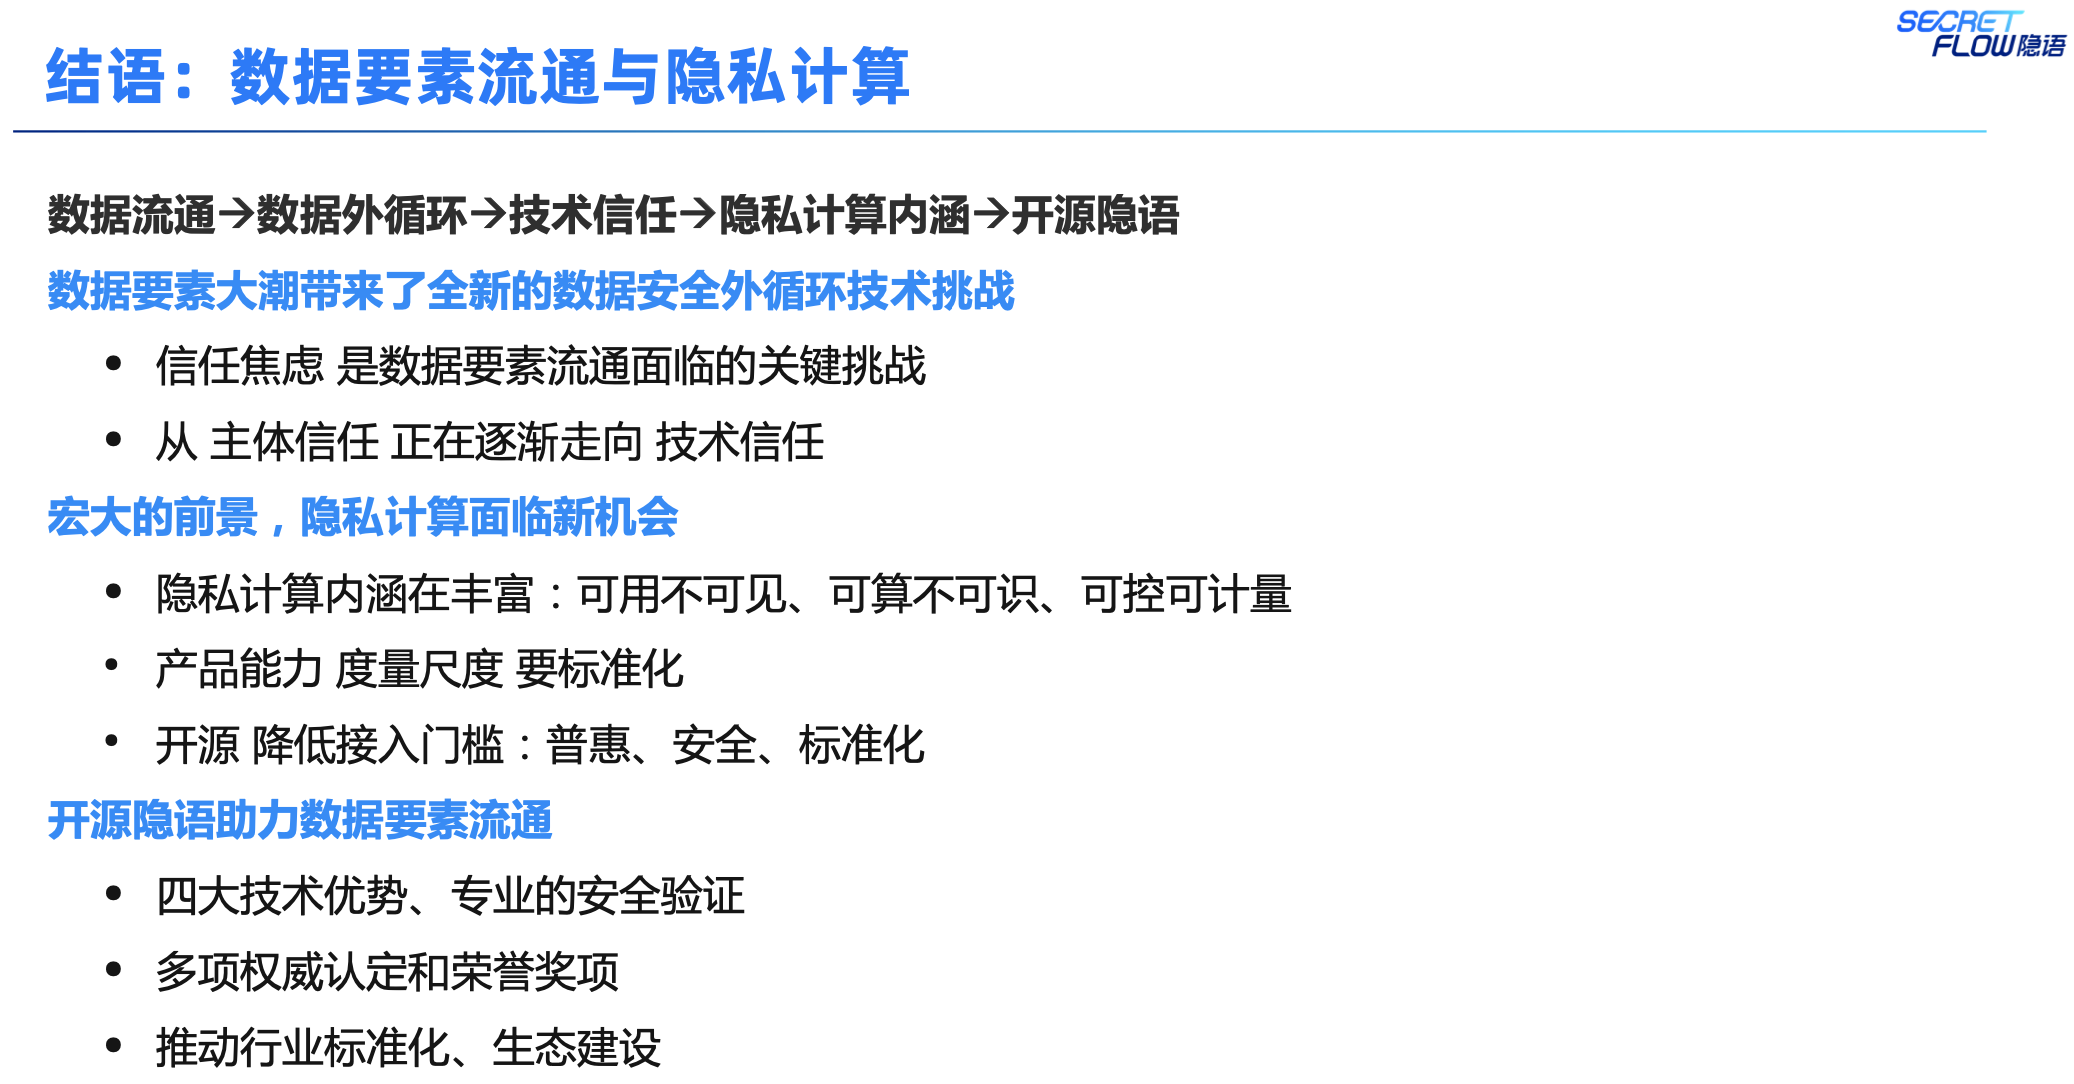 SECRET
FLOW隐语
结语：数据要素流通与隐私计算
数据流通→数据外循环→技术信任→隐私计算内涵→开源隐语
数据要素大潮带来了全新的数据安全外循环技术挑战
• 信任焦虑 是数据要素流通面临的关键挑战
• 从 主体信任 正在逐渐走向 技术信任
宏大的前景，隐私计算面临新机会
• 隐私计算内涵在丰富：可用不可见、可算不可识、可控可计量
• 产品能力 度量尺度 要标准化
• 开源 降低接入门槛：普惠、安全、标准化
开源隐语助力数据要素流通
• 四大技术优势、专业的安全验证
• 多项权威认定和荣誉奖项
• 推动行业标准化、生态建设